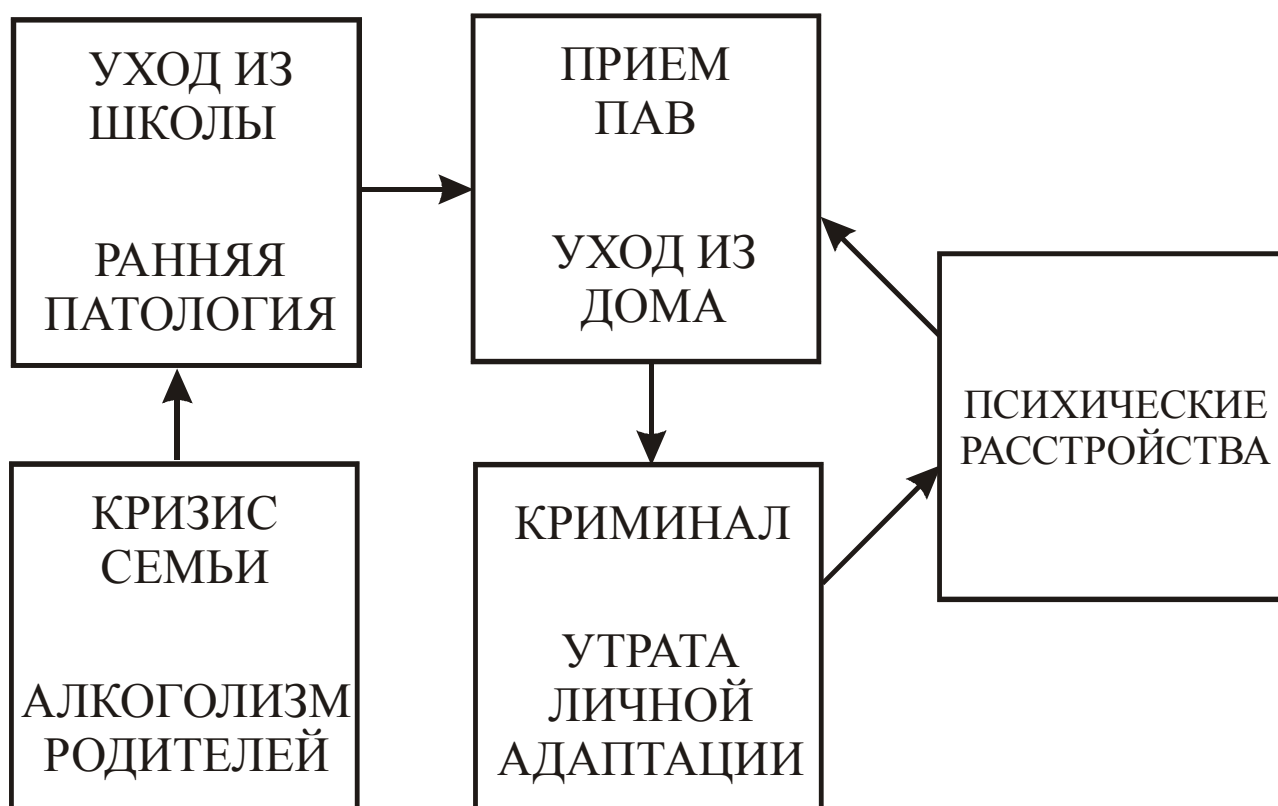 УХОД ИЗ
ШКОЛЫ
РАННЯЯ
ПАТОЛОГИЯ
ПРИЕМ
ПАВ
УХОД ИЗ
ДОМА
ПСИХИЧЕСКИЕ
РАССТРОЙСТВА
КРИЗИС
СЕМЬИ
АЛКОГОЛИЗМ
РОДИТЕЛЕЙ
КРИМИНАЛ
УТРАТА
ЛИЧНОЙ
АДАПТАЦИИ